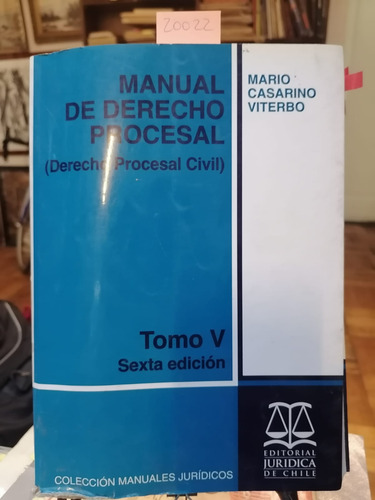 20022
MANUAL
DE DERECHO
PROCESAL
(Derecho Procesal Civil)
MARIO
CASARINO
VITERBO
Tomo V
Sexta edición
EDITORIAL
JURIDICA
DE CHILE
COLECCIÓN MANUALES JURÍDICOS